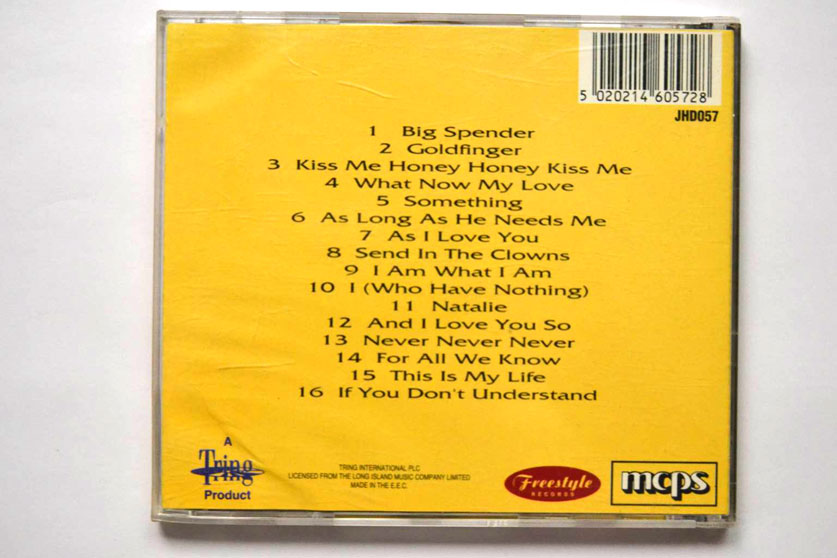 5 020214 605728
JHD057
1 Big Spender
2 Goldfinger
3 Kiss Me Honey Honey Kiss Me
4 What Now My Love
5 Something
6 As Long As He Needs Me
7 As I Love You
8 Send In The Clowns
9 I Am What I Am
10 I (Who Have Nothing)
11 Natalie
12 And I Love You So
13 Never Never Never
14 For All We Know
15 This Is My Life
16 If You Don't Understand
A
Tring
Tring
Product
TRING INTERNATIONAL PLC
LICENSED FROM THE LONG ISLAND MUSIC COMPANY LIMITED
MADE IN THE E.E.C.
Freestyle
RECORDS
mcps